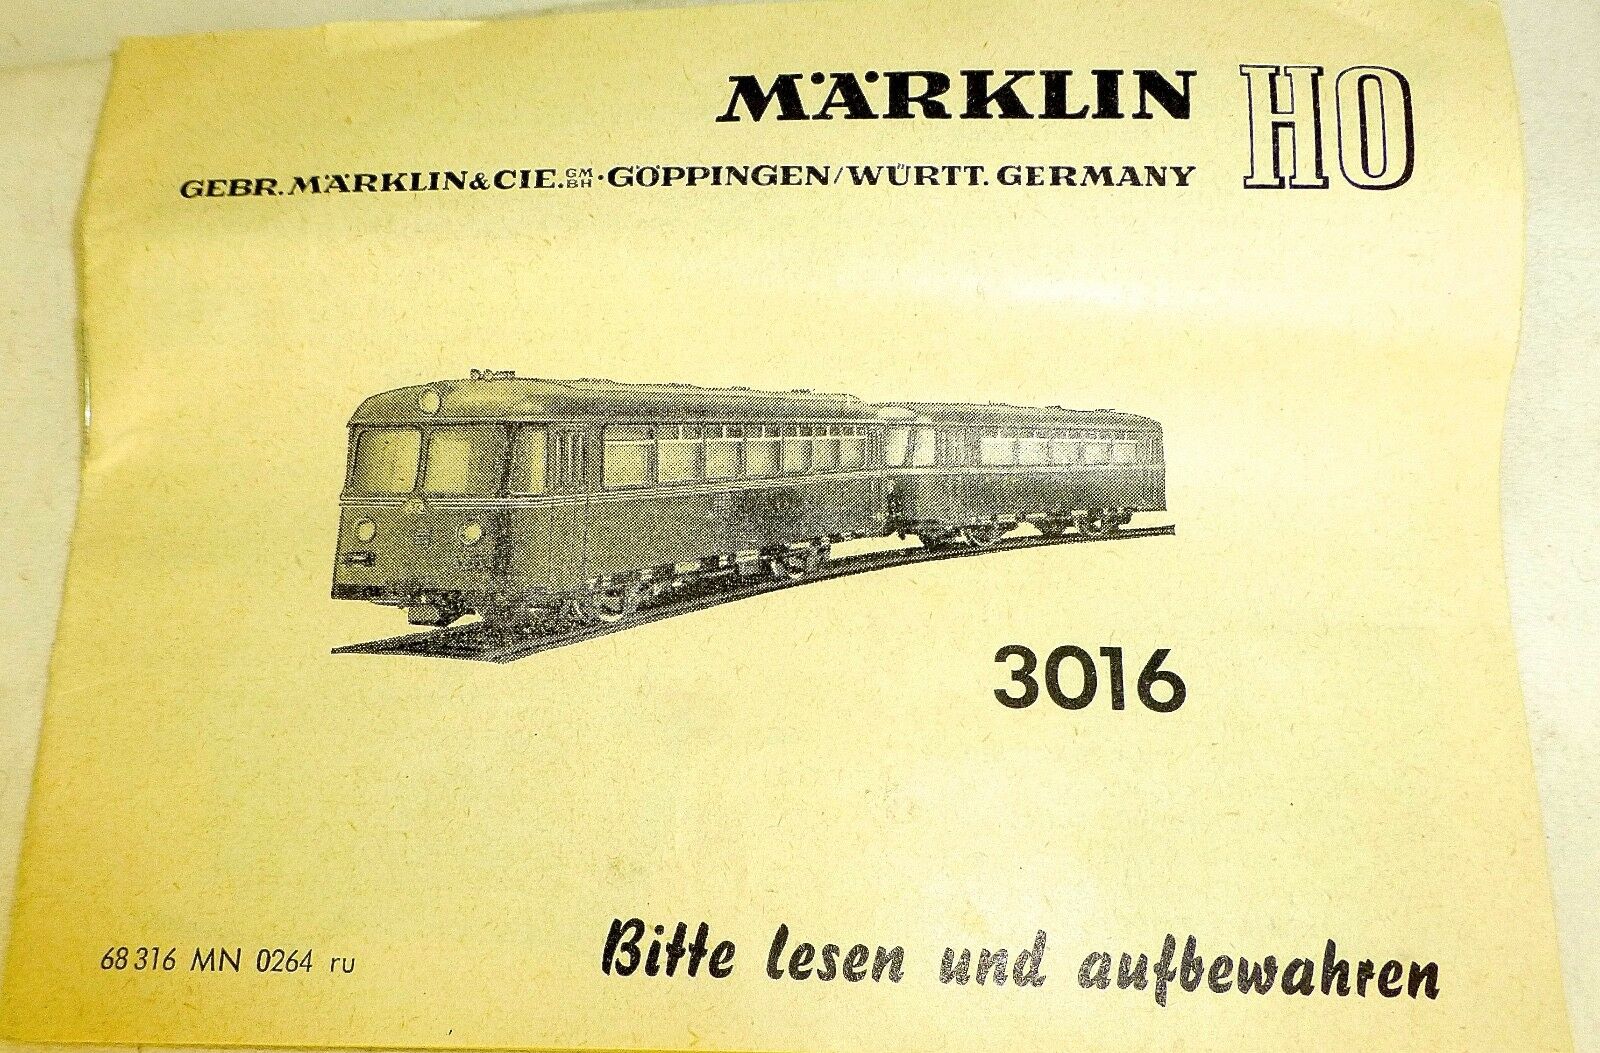 MÄRKLIN HO
GEBR. MÄRKLIN & CIE. GMBH · GÖPPINGEN/WÜRTT. GERMANY
3016
68 316 MN 0264 ru
Bitte lesen und aufbewahren